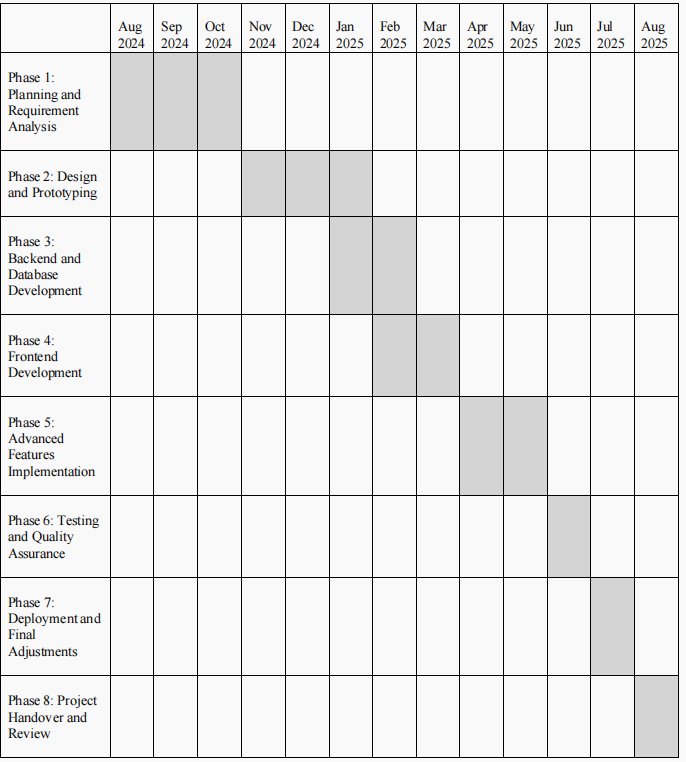 Aug Sep Oct Nov Dec Jan Feb Mar Apr May Jun Jul Aug
2024 2024 2024 2024 2024 2025 2025 2025 2025 2025 2025 2025 2025
Phase 1:
Planning and
Requirement
Analysis
Phase 2: Design
and Prototyping
Phase 3:
Backend and
Database
Development
Phase 4:
Frontend
Development
Phase 5:
Advanced
Features
Implementation
Phase 6: Testing
and Quality
Assurance
Phase 7:
Deployment and
Final
Adjustments
Phase 8: Project
Handover and
Review